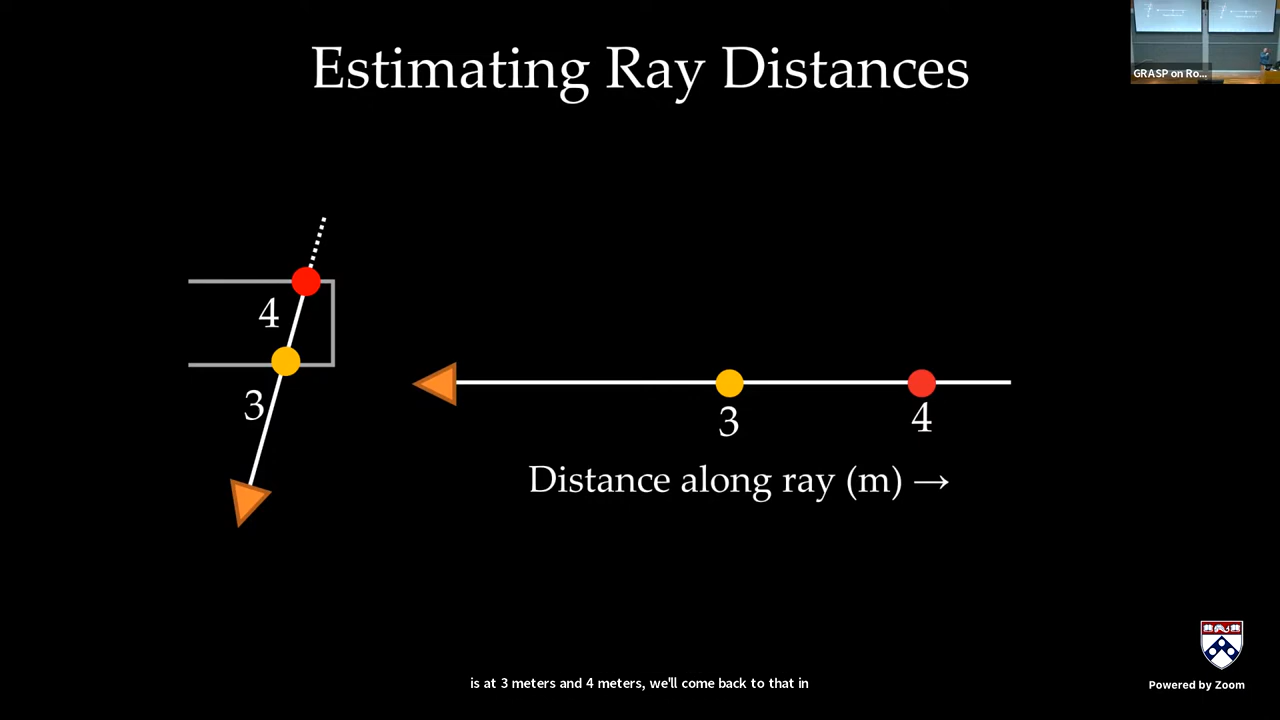 Estimating Ray Distances
GRASP on Ro...
4
3
3
4
Distance along ray (m) →
is at 3 meters and 4 meters, we'll come back to that in
Powered by Zoom